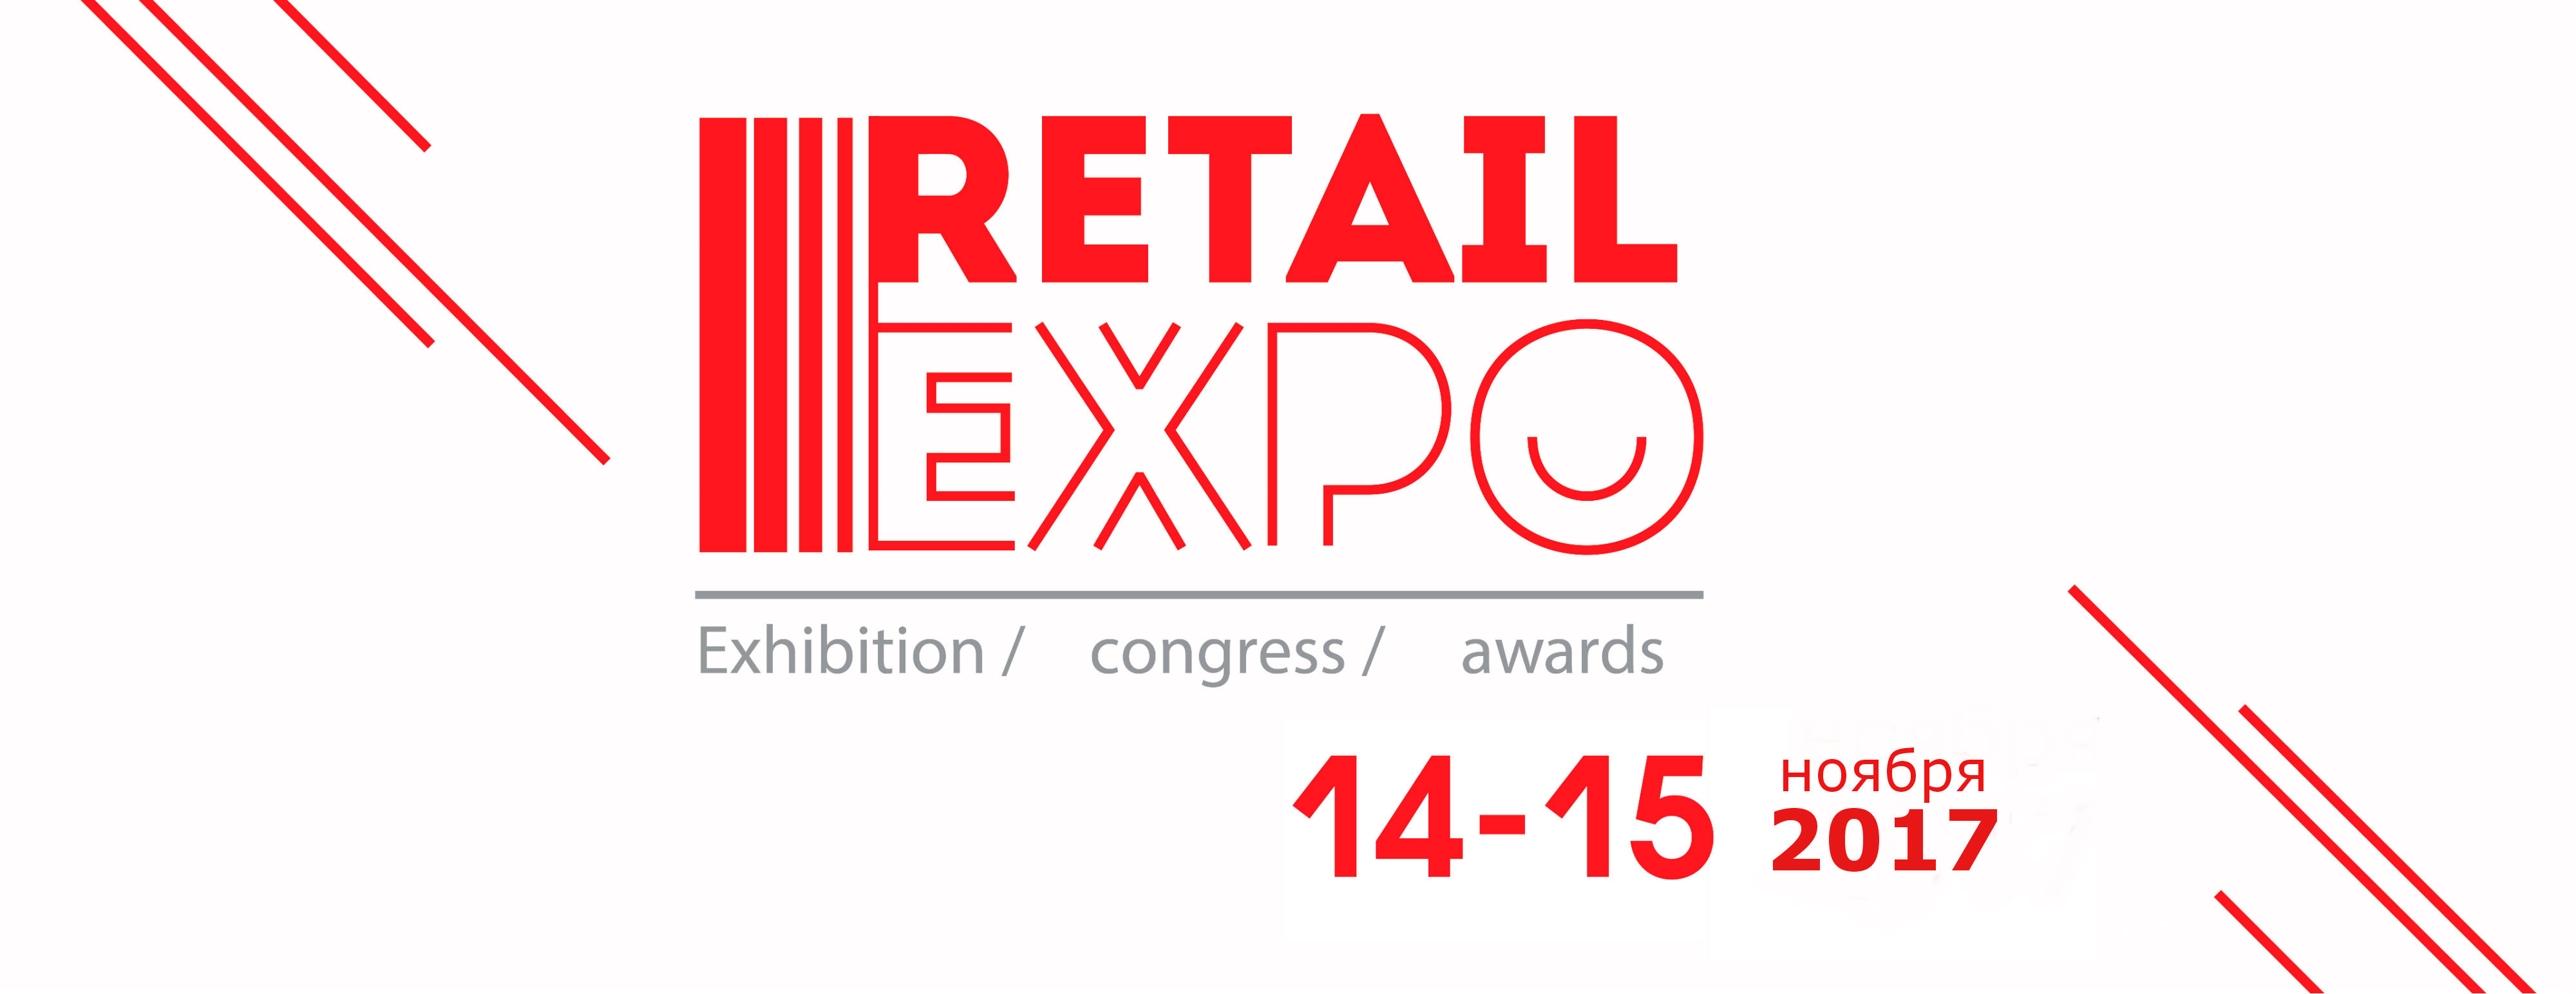 RETAIL
EXPO
Exhibition / congress / awards
14-15 ноября
2017